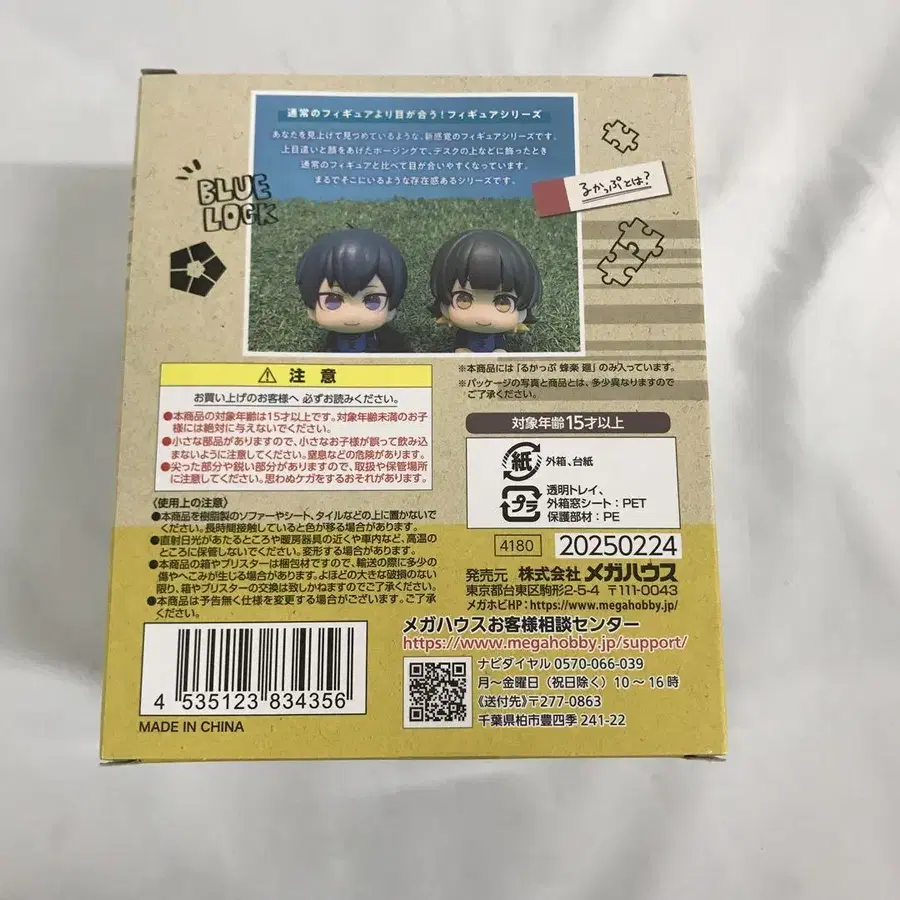 通常のフィギュアより目が合う!フィギュアシリーズ
あなたを見上げて見つめているような、新感覚のフィギュアシリーズです。
上目遣いと顔をあげたポージングで、デスクの上などに飾ったとき
通常のフィギュアと比べて目が合いやすくなっています。
まるでそこにいるような存在感あるシリーズです。
BLUE
LOCK
るかっぷとは?
⚠ 注意
お買い上げのお客様へ 必ずお読みください。
●本商品の対象年齢は15才以上です。対象年齢未満のお子
様には絶対に与えないでください。
●小さな部品がありますので、小さなお子様が誤って飲み込
まないように注意してください。窒息などの危険があります。
●尖った部分や鋭い部分がありますので、取扱や保管場所
に注意してください。思わぬケガをするおそれがあります。
〈使用上の注意〉
●本商品を樹脂製のソファーやシート、タイルなどの上に置かないで
ください。長時間接触していると色が移る場合があります。
●直射日光があたるところや暖房器具の近くや車内など、高温の
ところに保管しないでください。変形する場合があります。
●本商品の箱やブリスターは梱包材ですので、輸送の際に多少の
傷やへこみが生じる場合があります。よほどの大きな破損のない
限り、箱やブリスターの交換は致しかねますのでご了承ください。
●本商品は予告無く仕様を変更する場合がございます。ご了承
ください。
4 535123 834356
MADE IN CHINA
※本商品には「るかっぷ 蜂楽 廻」のみ入っています。
※パッケージの写真と商品とは、多少異なりますので
ご了承ください。
対象年齢15才以上
紙 外箱、台紙
プラ 透明トレイ、
外箱窓シート:PET
保護部材:PE
4180 20250224
発売元 株式会社 メガハウス
東京都台東区駒形2-5-4 〒111-0043
メガホビHP:https://www.megahobby.jp/
メガハウスお客様相談センター
https://www.megahobby.jp/support/
ナビダイヤル 0570-066-039
月~金曜日(祝日除く)10~16時
《送付先》〒277-0863
千葉県柏市豊四季 241-22